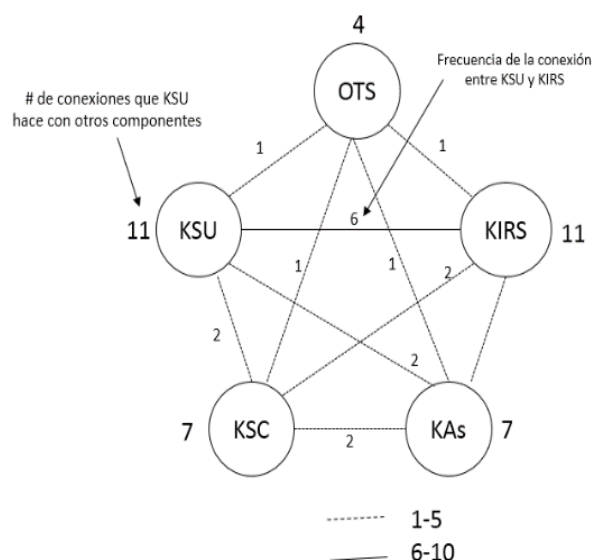 4
Frecuencia de la conexión
entre KSU y KIRS
OTS
# de conexiones que KSU
hace con otros componentes
1
1
11
KSU
6
KIRS
11
1
1
2
2
2
7
KSC
2
KAs
7
1-5
6-10